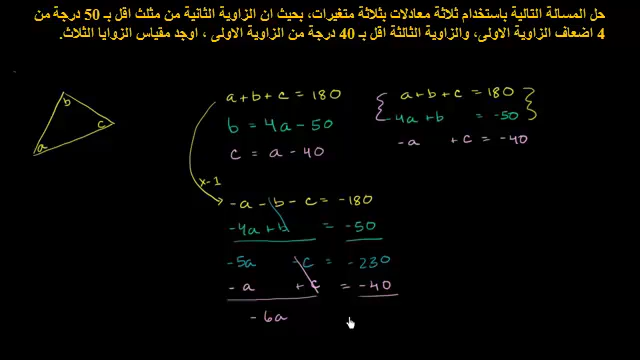 حل المسالة التالية باستخدام ثلاثة معادلات بثلاثة متغيرات، بحيث ان الزاوية الثانية من مثلث اقل بـ 50 درجة من
4 اضعاف الزاوية الاولى، والزاوية الثالثة اقل بـ 40 درجة من الزاوية الاولى ، اوجد مقياس الزوايا الثلاث.
b
c
a
a+b+c = 180
b = 4a - 50
c = a - 40
a+b+c = 180
4a+b = -50
-a +c = -40
x-1
-a - b - c = -180
-4a + b = -50
-5a -c = -230
-a + c = -40
-6a